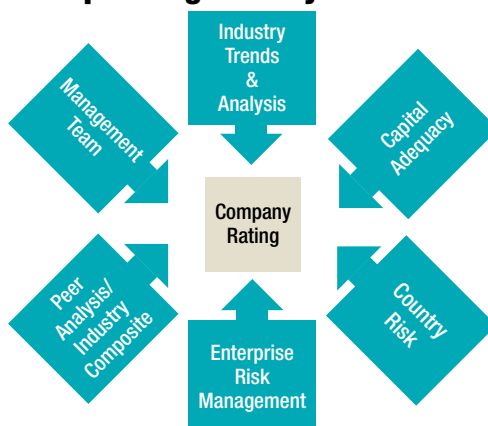 Industry
Trends
&
Analysis
Management
Team
Capital
Adequacy
Company
Rating
Peer
Analysis/
Industry
Composite
Country
Risk
Enterprise
Risk
Management